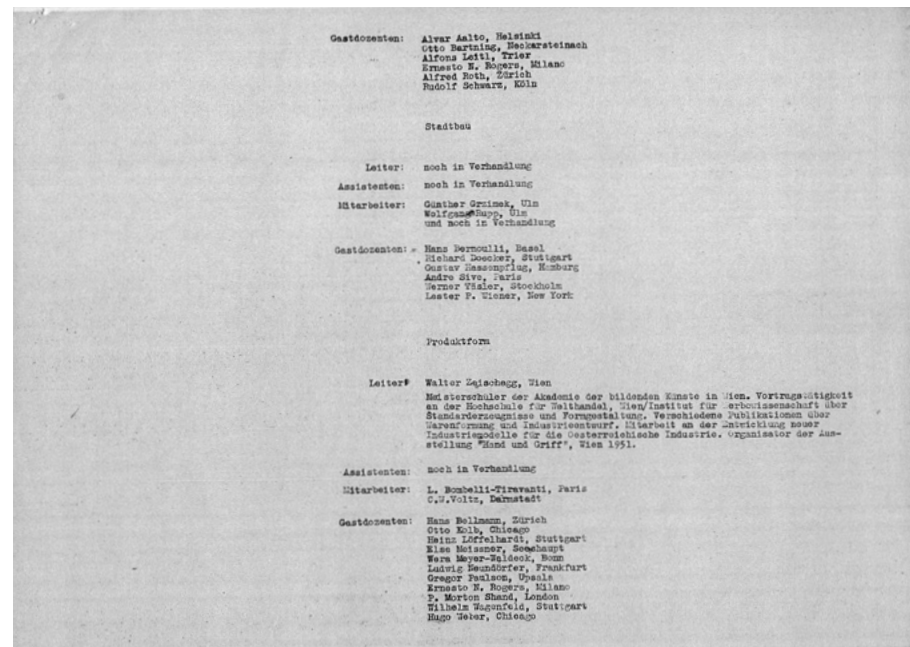 Gastdozenten: Alvar Aalto, Helsinki
Otto Bartning, Neckarsteinach
Alfons Leitl, Trier
Ernesto N. Rogers, Milano
Alfred Roth, Zürich
Rudolf Schwarz, Köln
Stadtbau
Leiter: noch in Verhandlung
Assistenten: noch in Verhandlung
Mitarbeiter: Günther Grzimek, Ulm
Wolfgang Rupp, Ulm
und noch in Verhandlung
Gastdozenten: Hans Bernoulli, Basel
Richard Doecker, Stuttgart
Gustav Hassenpflug, Hamburg
Andre Sive, Paris
Werner Täsler, Stockholm
Lester P. Wiener, New York
Produktform
Leiter Walter Zeischegg, Wien
Meisterschüler der Akademie der bildenden Künste in Wien. Vortragstätigkeit
an der Hochschule für Welthandel, Wien/Institut für Werbewissenschaft über
Standarderzeugnisse und Formgestaltung. Verschiedene Publikationen über
Warenformung und Industrieentwurf. Mitarbeit an der Entwicklung neuer
Industriemodelle für die Oesterreichische Industrie. Organisator der Aus-
stellung "Hand und Griff", Wien 1951.
Assistenten: noch in Verhandlung
Mitarbeiter: L. Bombelli-Tiravanti, Paris
C.W.Voltz, Darmstadt
Gastdozenten: Hans Bellmann, Zürich
Otto Kolb, Chicago
Heinz Löffelhardt, Stuttgart
Else Meissner, Seeshaupt
Wera Meyer-Waldeck, Bonn
Ludwig Neundörfer, Frankfurt
Gregor Paulson, Upsala
Ernesto N. Rogers, Milano
P. Morton Shand, London
Wilhelm Wagenfeld, Stuttgart
Hugo Weber, Chicago